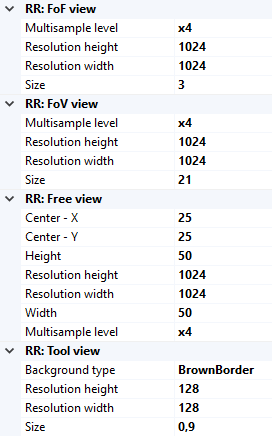 RR: FoF view
Multisample level x4
Resolution height 1024
Resolution width 1024
Size 3
RR: FoV view
Multisample level x4
Resolution height 1024
Resolution width 1024
Size 21
RR: Free view
Center - X 25
Center - Y 25
Height 50
Resolution height 1024
Resolution width 1024
Width 50
Multisample level x4
RR: Tool view
Background type BrownBorder
Resolution height 128
Resolution width 128
Size 0,9